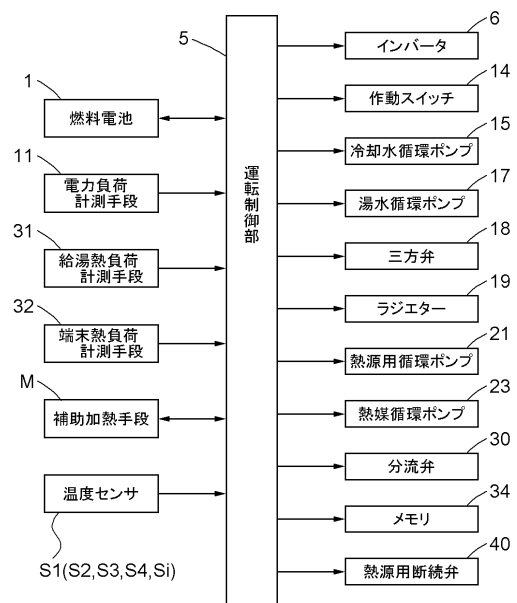 5
運転制御部
1
燃料電池
11
電力負荷
計測手段
31
給湯熱負荷
計測手段
32
端末熱負荷
計測手段
M
補助加熱手段
温度センサ
S1(S2,S3,S4,Si)
6
インバータ
14
作動スイッチ
15
冷却水循環ポンプ
17
湯水循環ポンプ
18
三方弁
19
ラジエター
21
熱源用循環ポンプ
23
熱媒循環ポンプ
30
分流弁
34
メモリ
40
熱源用断続弁